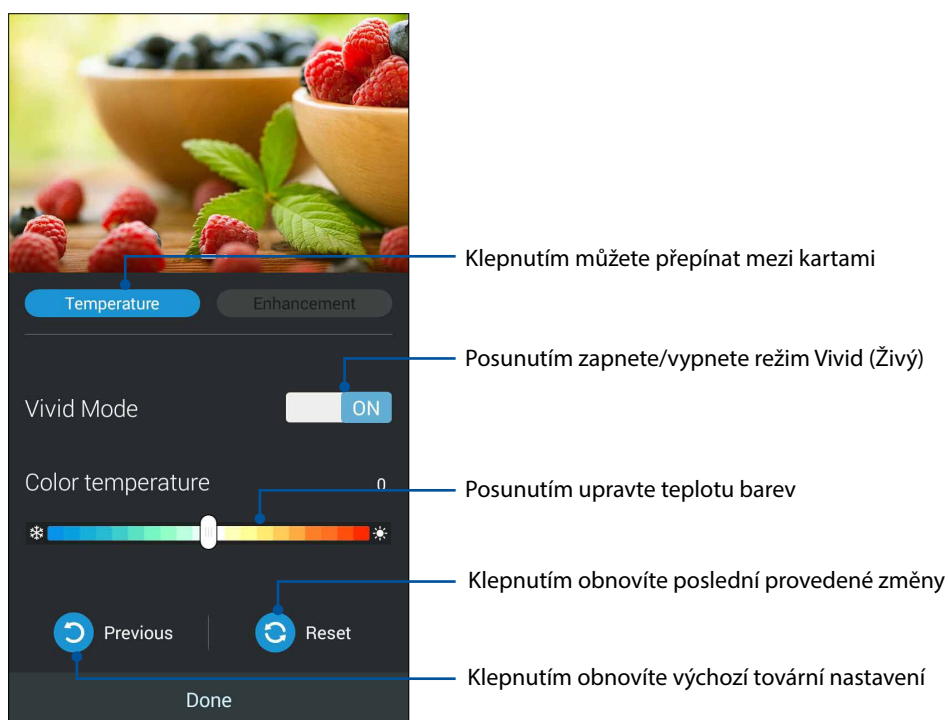 Klepnutím můžete přepínat mezi kartami
Temperature
Enhancement
Posunutím zapnete/vypnete režim Vivid (Živý)
Vivid Mode
ON
Color temperature
0
Posunutím upravte teplotu barev
Klepnutím obnovíte poslední provedené změny
Previous
Reset
Klepnutím obnovíte výchozí tovární nastavení
Done